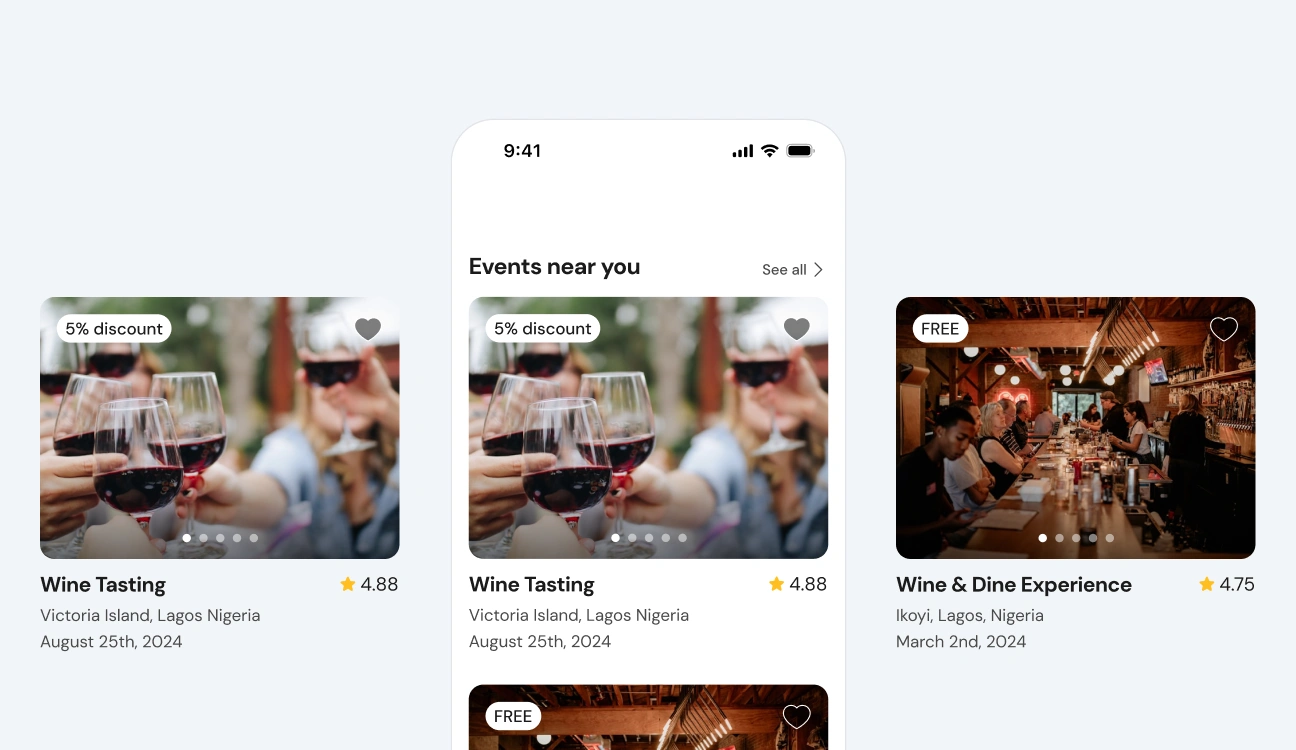 9:41
Events near you
See all
5% discount
Wine Tasting
4.88
Victoria Island, Lagos Nigeria
August 25th, 2024
5% discount
Wine Tasting
4.88
Victoria Island, Lagos Nigeria
August 25th, 2024
FREE
FREE
Wine & Dine Experience
4.75
Ikoyi, Lagos, Nigeria
March 2nd, 2024